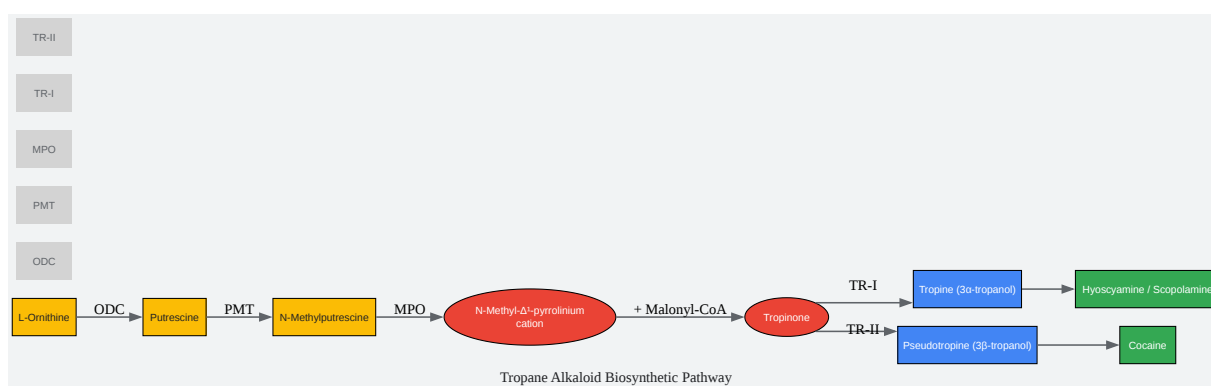 TR-II
TR-I
MPO
PMT
ODC
L-Ornithine
ODC
Putrescine
PMT
N-Methylputrescine
MPO
N-Methyl-Δ¹-pyrrolinium
cation
+ Malonyl-CoA
Tropinone
TR-I
Tropine (3α-tropanol)
Hyoscyamine / Scopolamine
TR-II
Pseudotropine (3β-tropanol)
Cocaine
Tropane Alkaloid Biosynthetic Pathway